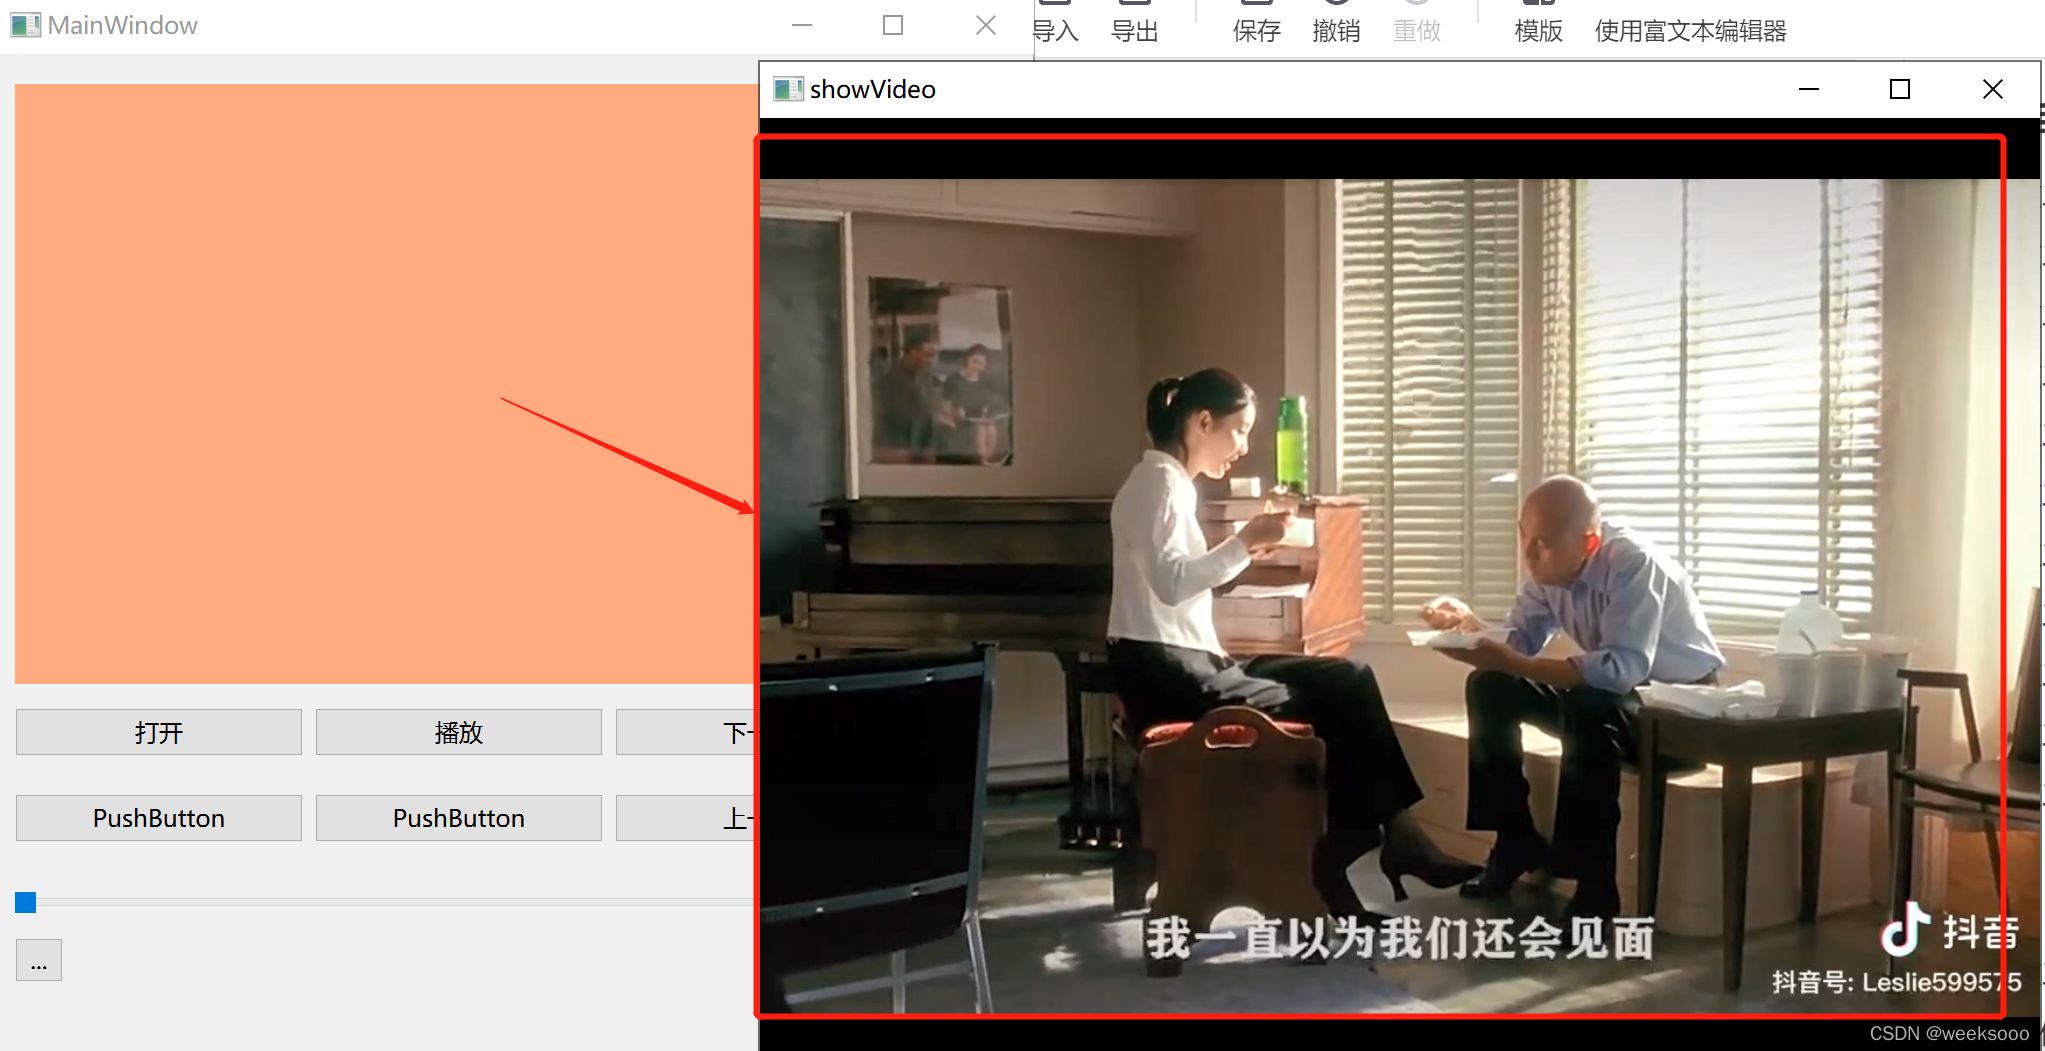 MainWindow
导入 导出 保存 撤销 重做 模版 使用富文本编辑器
showVideo
打开 播放 下一
PushButton PushButton 上一
...
我一直以为我们还会见面
抖音
抖音号: Leslie599575
CSDN @weeksooo